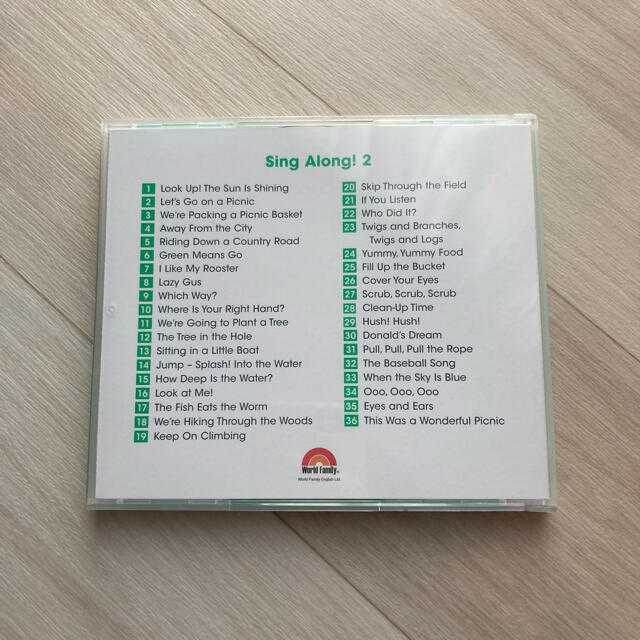 Sing Along! 2
1 Look Up! The Sun Is Shining
2 Let's Go on a Picnic
3 We're Packing a Picnic Basket
4 Away From the City
5 Riding Down a Country Road
6 Green Means Go
7 I Like My Rooster
8 Lazy Gus
9 Which Way?
10 Where Is Your Right Hand?
11 We're Going to Plant a Tree
12 The Tree in the Hole
13 Sitting in a Little Boat
14 Jump – Splash! Into the Water
15 How Deep Is the Water?
16 Look at Me!
17 The Fish Eats the Worm
18 We're Hiking Through the Woods
19 Keep On Climbing
20 Skip Through the Field
21 If You Listen
22 Who Did It?
23 Twigs and Branches,
Twigs and Logs
24 Yummy, Yummy Food
25 Fill Up the Bucket
26 Cover Your Eyes
27 Scrub, Scrub, Scrub
28 Clean-Up Time
29 Hush! Hush!
30 Donald's Dream
31 Pull, Pull, Pull the Rope
32 The Baseball Song
33 When the Sky Is Blue
34 Ooo, Ooo, Ooo
35 Eyes and Ears
36 This Was a Wonderful Picnic
World Family®
World Family English Ltd.